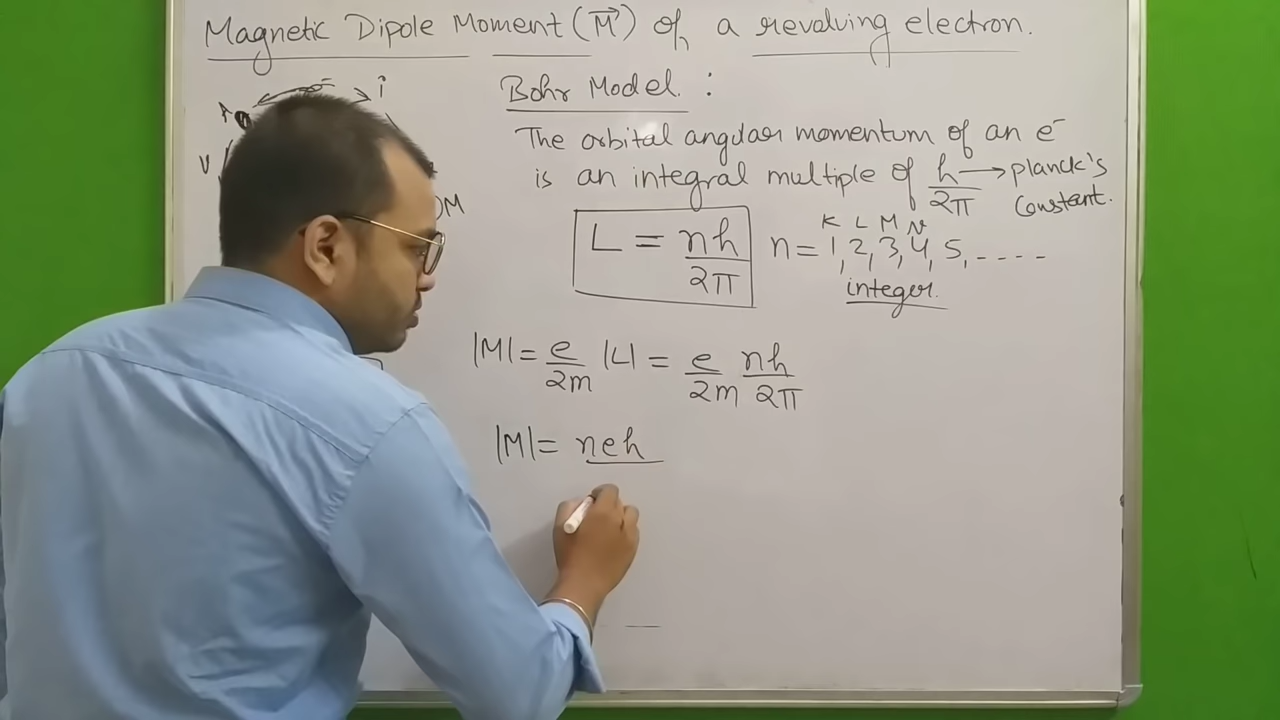 Magnetic Dipole Moment (M⃗) of a revolving electron.
i
V
M
Bohr Model :
The orbital angular momentum of an e⁻
is an integral multiple of h/2π → planck's
constant.
K L M N
L = nh/2π n = 1, 2, 3, 4, 5, ----
integer.
|M| = e/2m |L| = e/2m nh/2π
|M| = neh